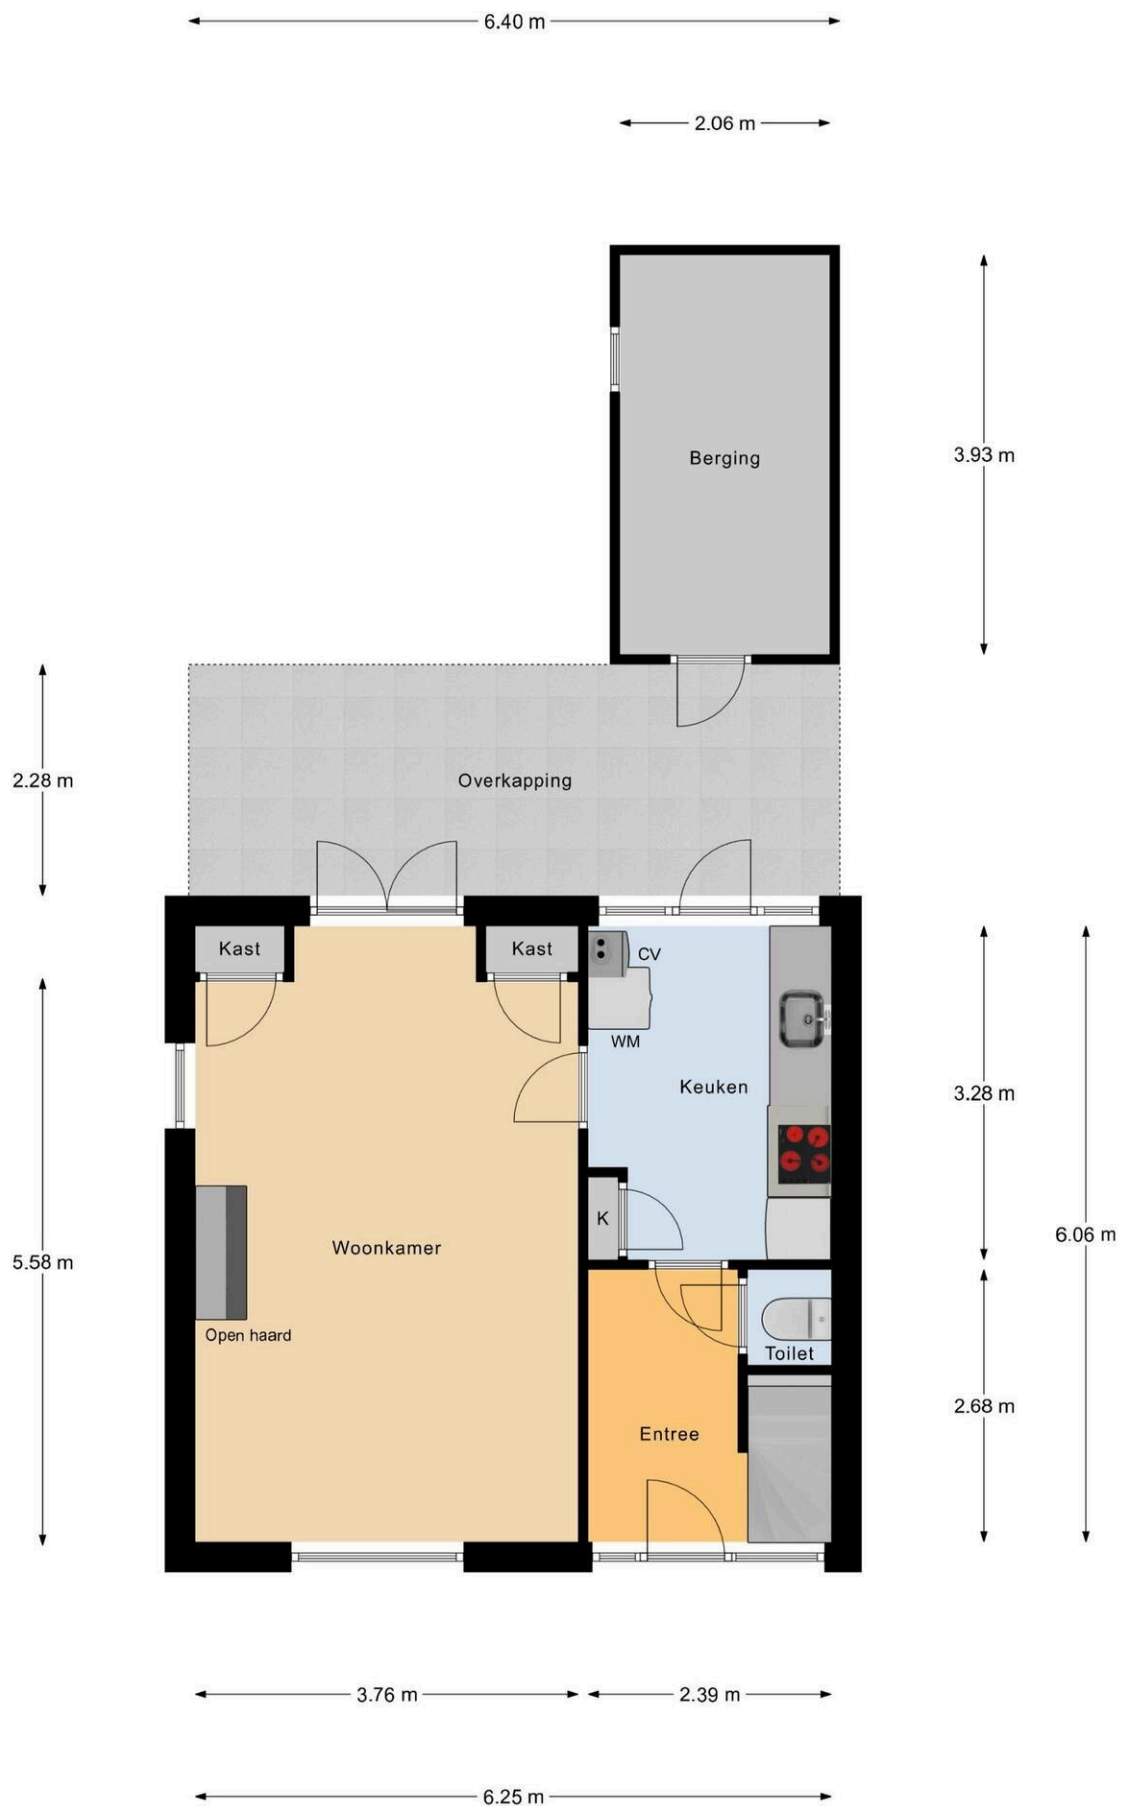 6.40 m
2.06 m
Berging
3.93 m
2.28 m
Overkapping
Kast
Kast
CV
WM
Keuken
3.28 m
K
Woonkamer
5.58 m
6.06 m
Open haard
Toilet
2.68 m
Entree
3.76 m
2.39 m
6.25 m